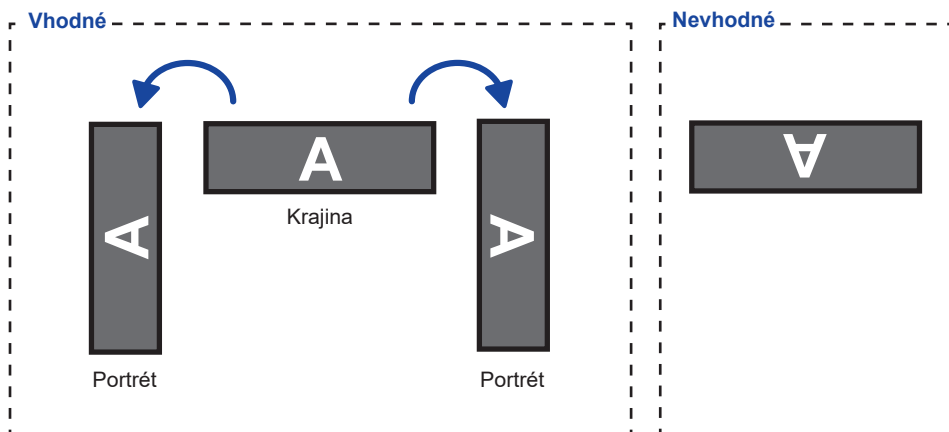 Vhodné
Nevhodné
A
A
A
A
Krajina
Portrét
Portrét